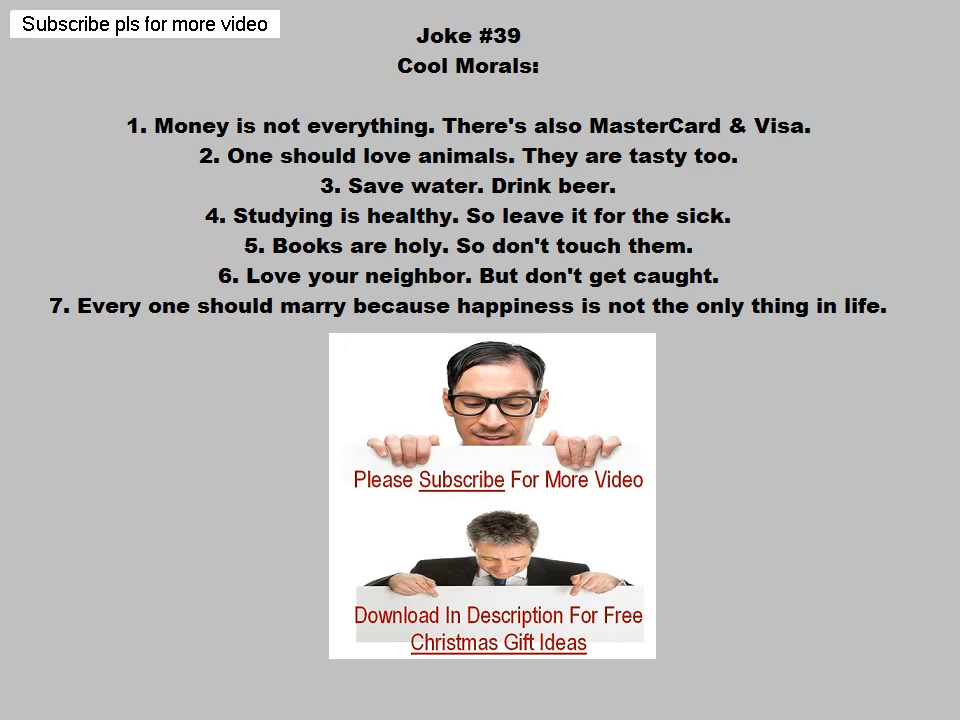 Subscribe pls for more video
Joke #39
Cool Morals:
1. Money is not everything. There's also MasterCard & Visa.
2. One should love animals. They are tasty too.
3. Save water. Drink beer.
4. Studying is healthy. So leave it for the sick.
5. Books are holy. So don't touch them.
6. Love your neighbor. But don't get caught.
7. Every one should marry because happiness is not the only thing in life.
Please Subscribe For More Video
Download In Description For Free
Christmas Gift Ideas